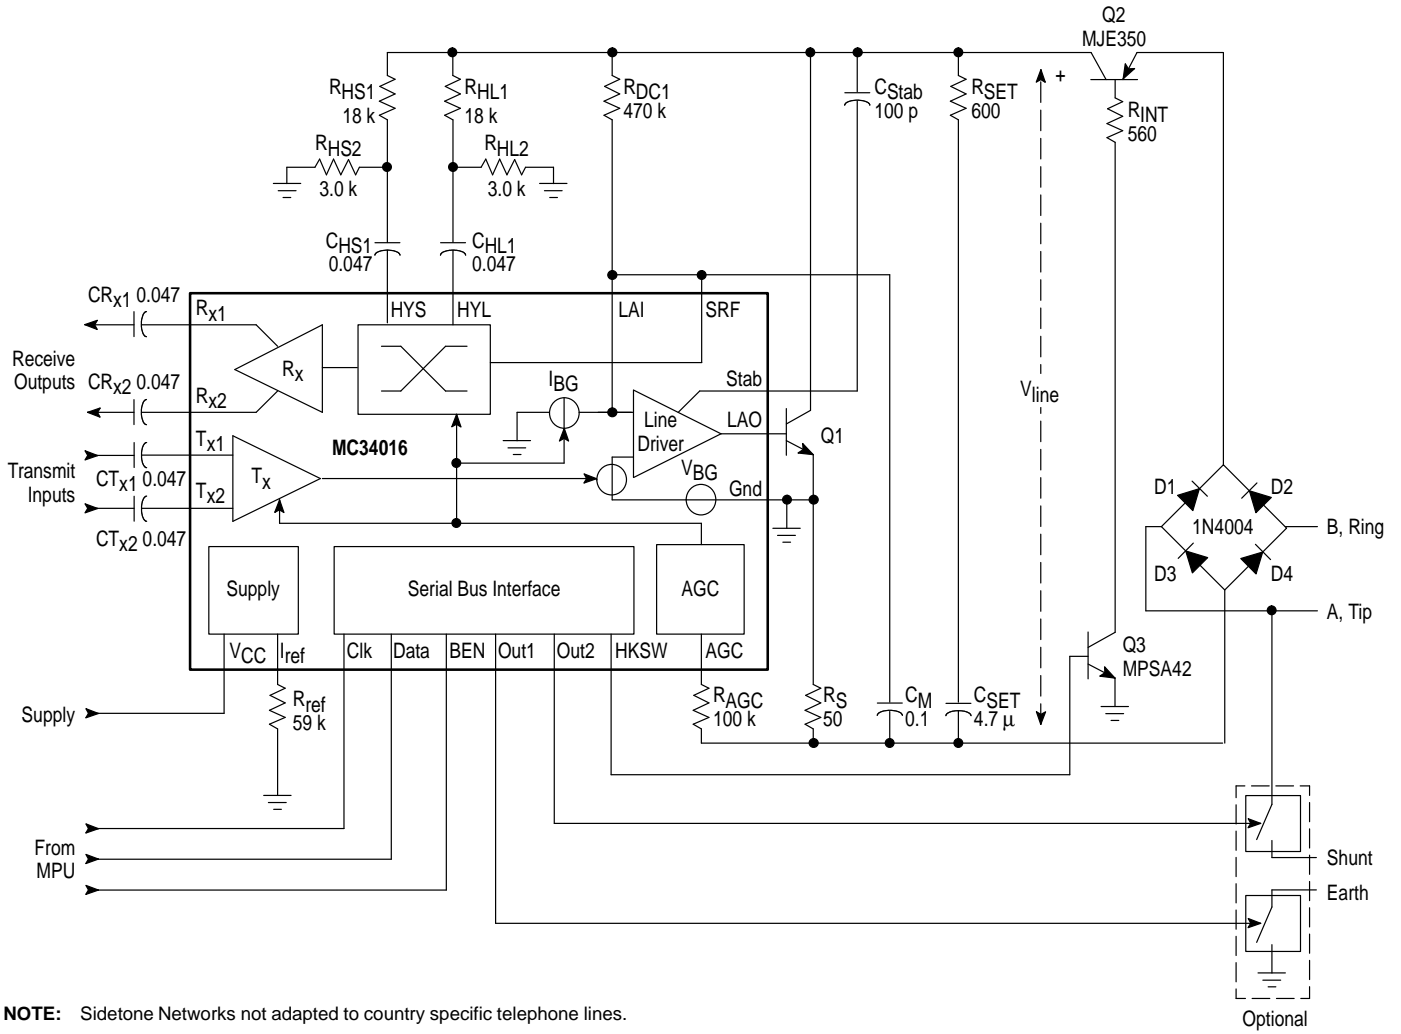 Q2
MJE350
RHS1
18 k
RHL1
18 k
RDC1
470 k
CStab
100 p
RSET
600
+
RINT
560
RHS2
3.0 k
RHL2
3.0 k
CHS1
0.047
CHL1
0.047
CRx1 0.047
Rx1
HYS
HYL
LAI
SRF
Receive
Outputs
Rx
CRx2 0.047
Rx2
IBG
Stab
Vline
Line
Driver
LAO
Q1
MC34016
Tx1
Transmit
Inputs
CTx1 0.047
Tx
Tx2
CTx2 0.047
VBG
Gnd
D1
D2
1N4004
B, Ring
D3
D4
A, Tip
Supply
Serial Bus Interface
AGC
VCC
Iref
Clk
Data
BEN
Out1
Out2
HKSW
AGC
Q3
MPSA42
Supply
Rref
59 k
RAGC
100 k
RS
50
CM
0.1
CSET
4.7 μ
From
MPU
Shunt
Earth
Optional
NOTE: Sidetone Networks not adapted to country specific telephone lines.